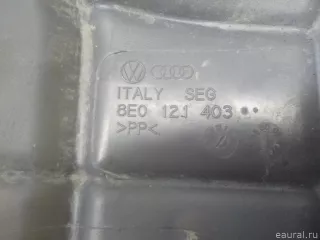 ITALY SEG
8E0 121 403
>PP<
eaural.ru